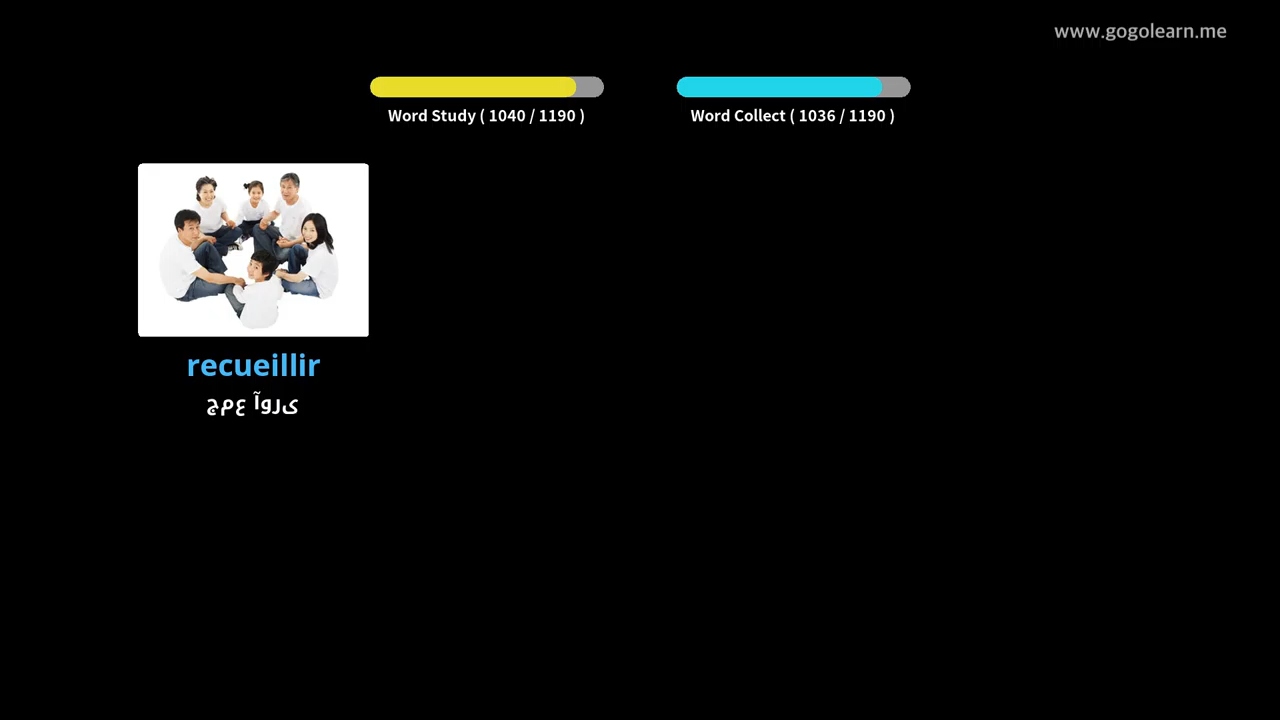 www.gogolearn.me
Word Study ( 1040 / 1190 )
Word Collect ( 1036 / 1190 )
recueillir
جمع آوری